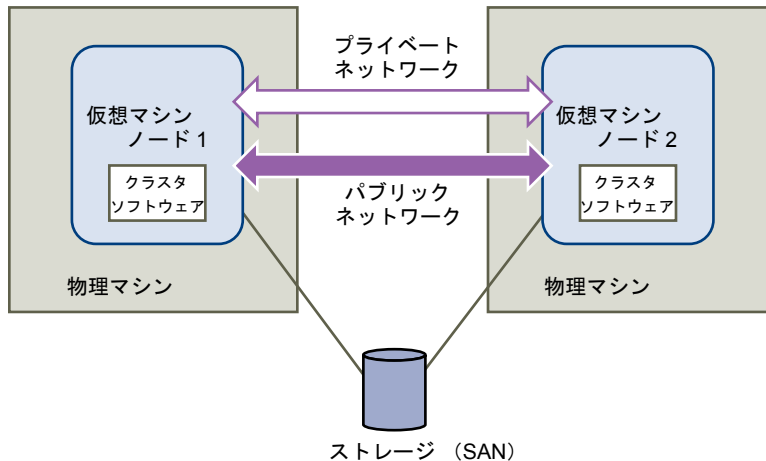 プライベート
ネットワーク
仮想マシン
ノード 1
クラスタ
ソフトウェア
物理マシン
パブリック
ネットワーク
仮想マシン
ノード 2
クラスタ
ソフトウェア
物理マシン
ストレージ （SAN）